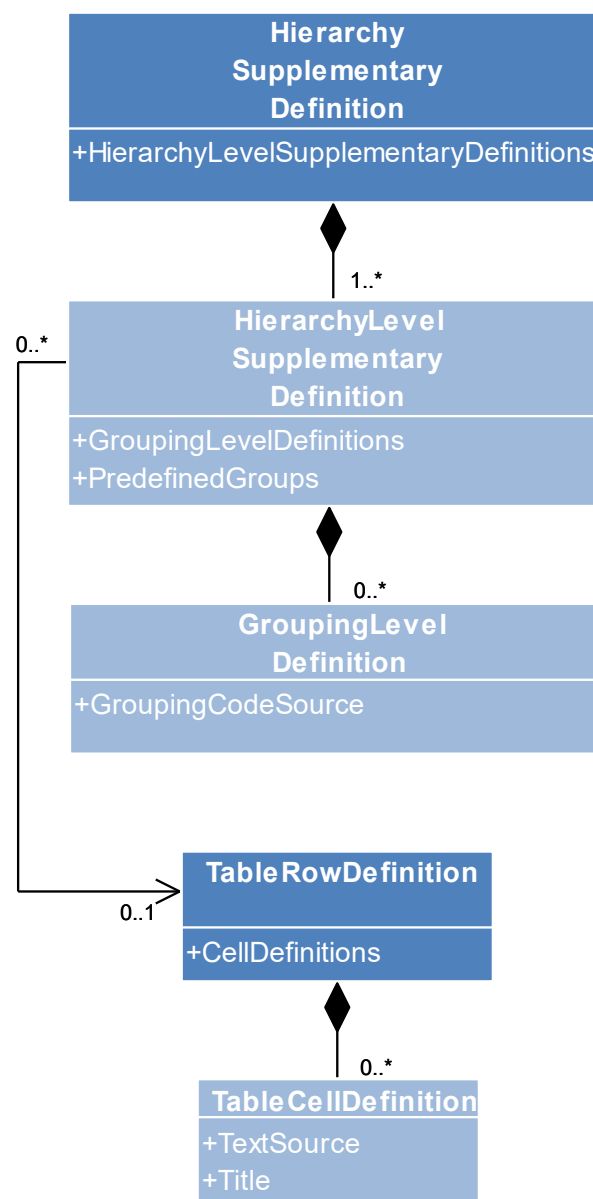 Hierarchy
Supplementary
Definition
+HierarchyLevelSupplementaryDefinitions
1..*
0..*
HierarchyLevel
Supplementary
Definition
+GroupingLevelDefinitions
+PredefinedGroups
0..*
GroupingLevel
Definition
+GroupingCodeSource
TableRowDefinition
0..1
+CellDefinitions
0..*
TableCellDefinition
+TextSource
+Title